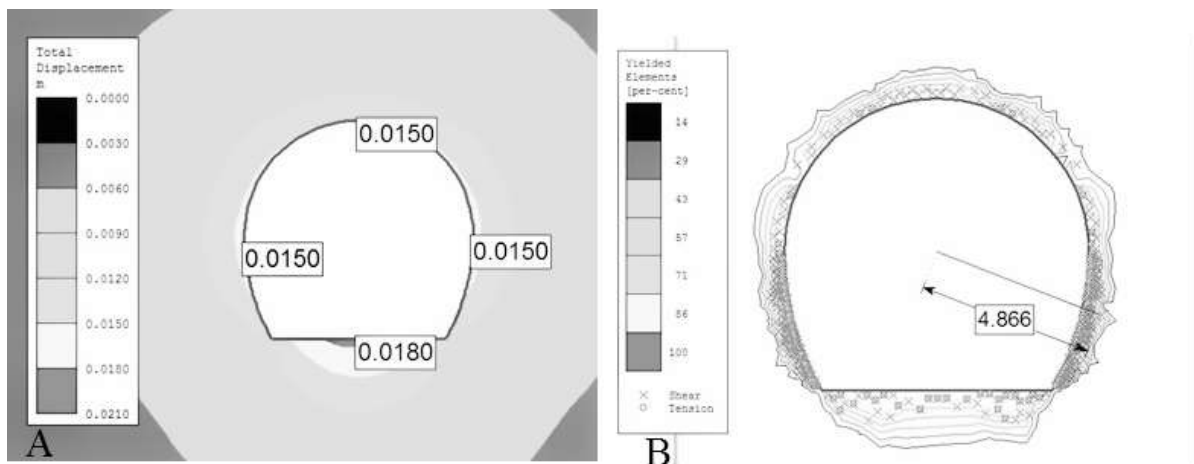 Total
Displacement
m
0.0000
0.0030
0.0060
0.0090
0.0120
0.0150
0.0180
0.0210
0.0150
0.0150
0.0150
0.0180
A
Yielded
Elements
[per-cent]
14
29
43
57
71
86
100
× Shear
Tension
4.866
B